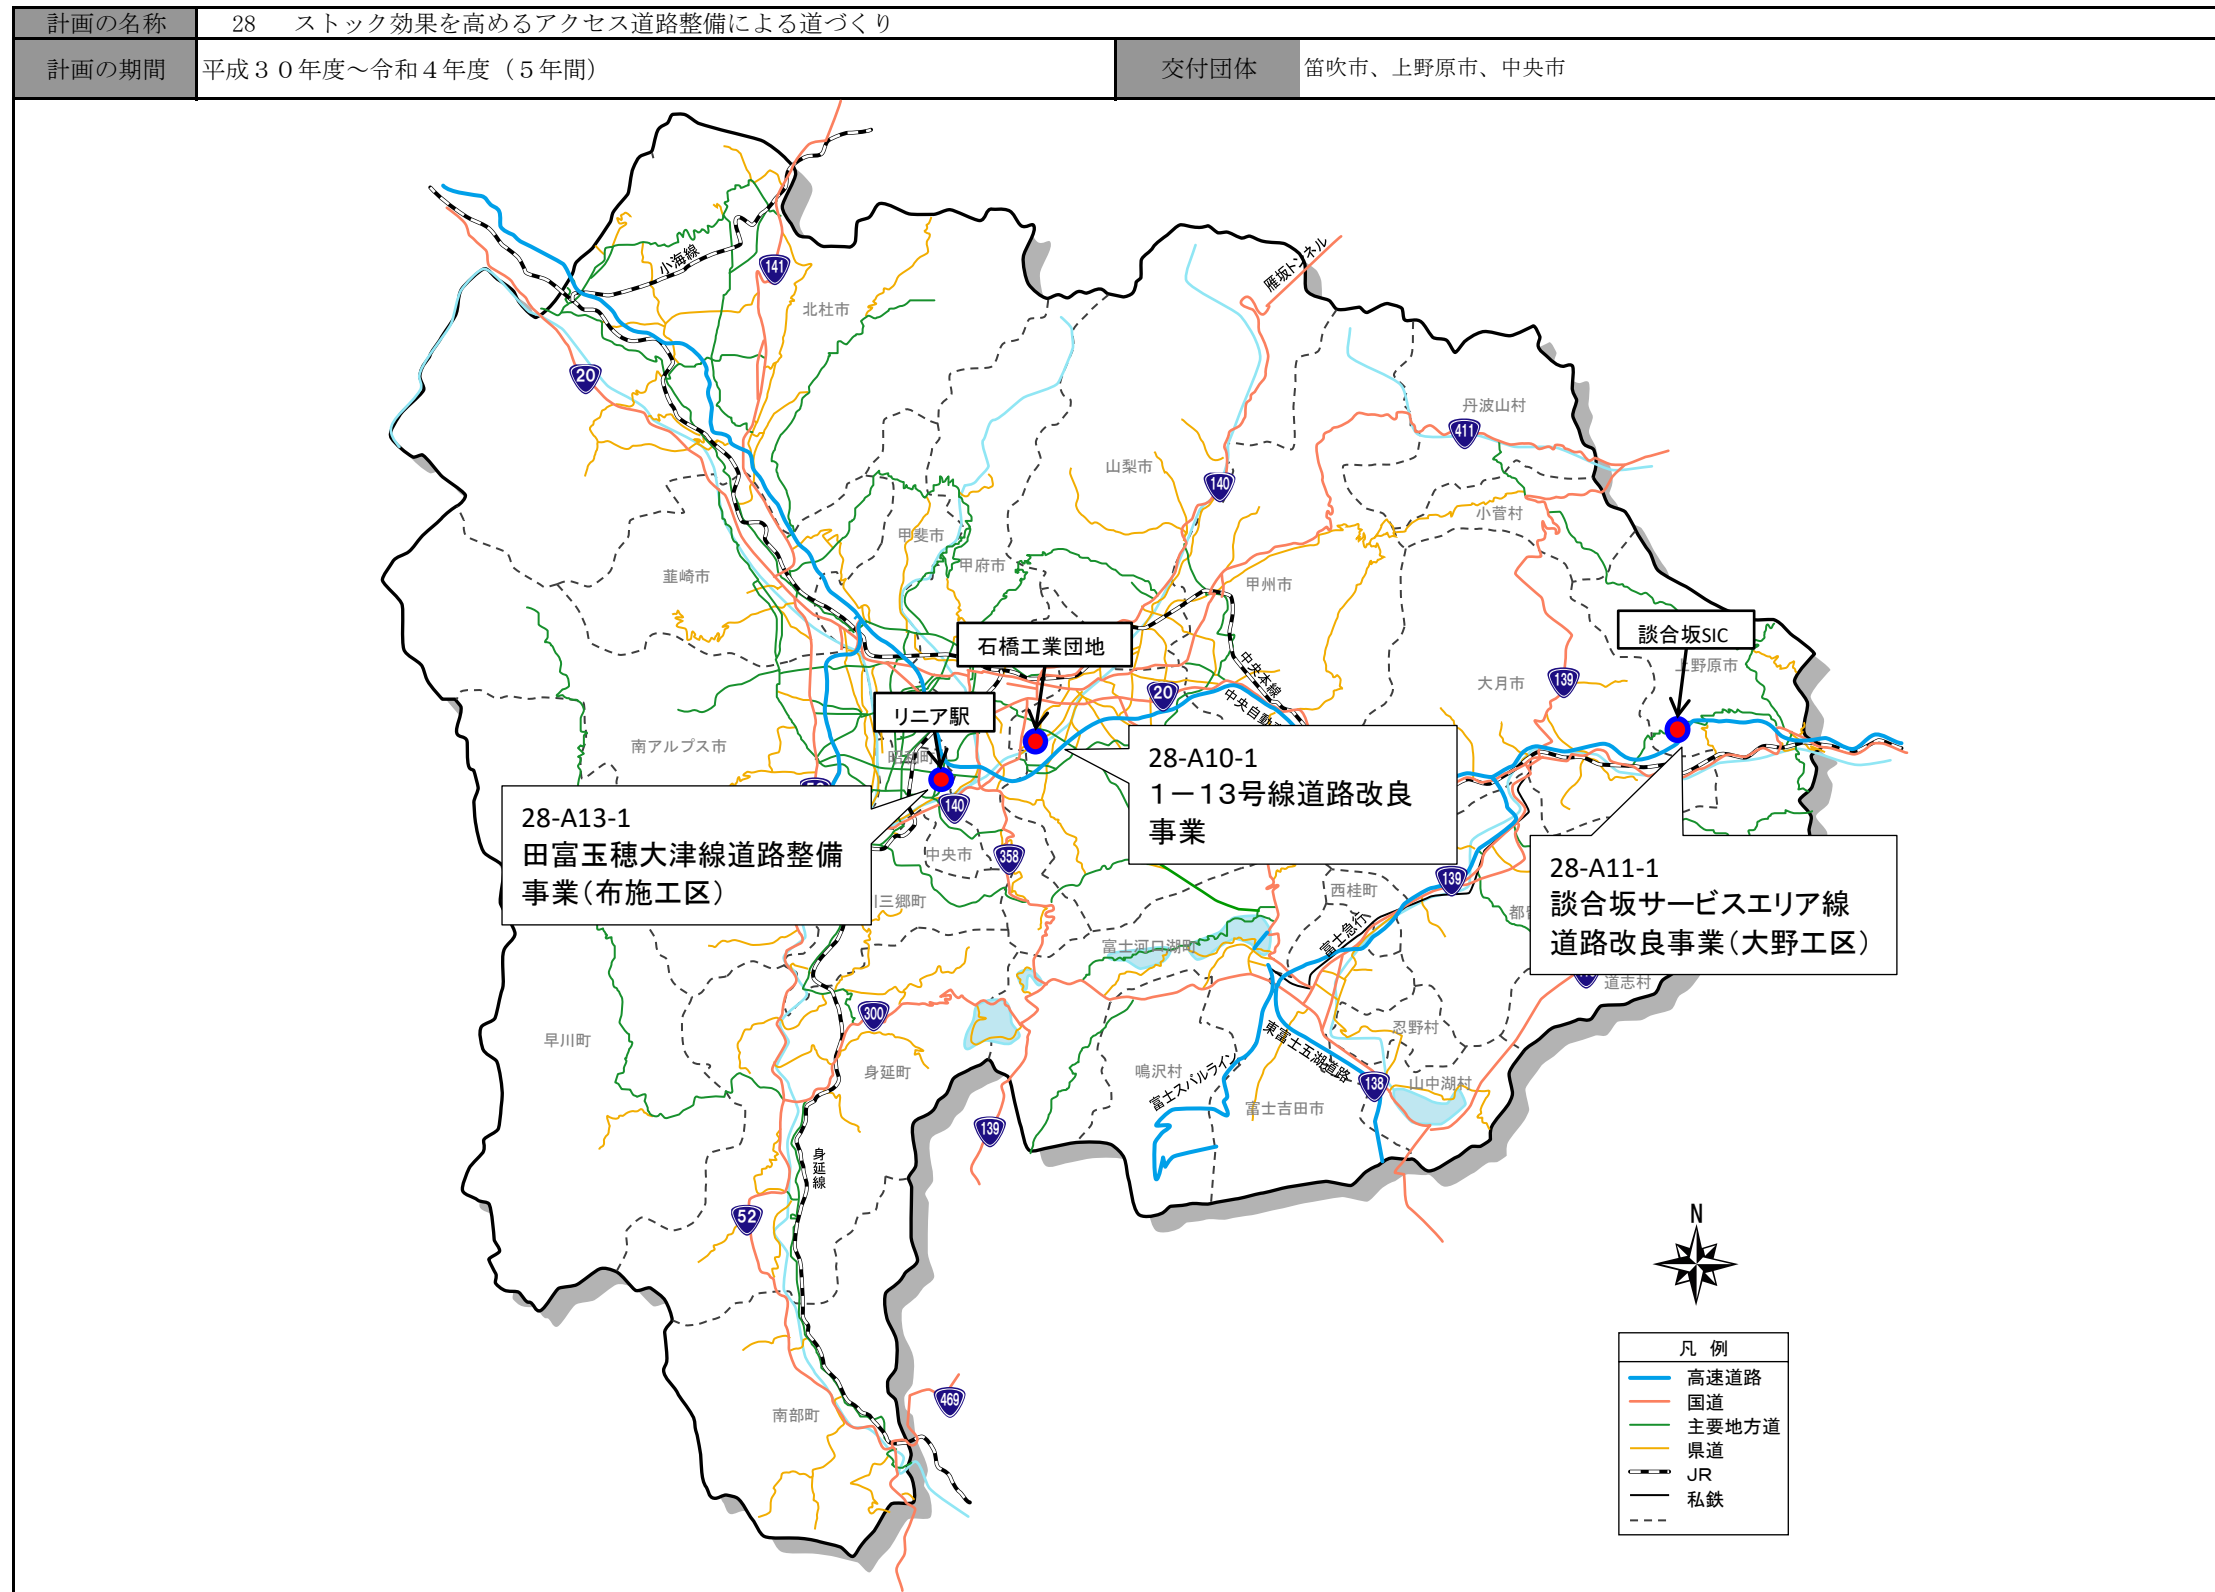 計画の名称
28 ストック効果を高めるアクセス道路整備による道づくり
計画の期間
平成３０年度～令和４年度（５年間）
交付団体
笛吹市、上野原市、中央市
雁坂トンネル
小海線
141
北杜市
20
丹波山村
411
山梨市
140
小菅村
甲斐市
甲府市
韮崎市
甲州市
石橋工業団地
談合坂SIC
上野原市
中央本線
大月市
139
20
リニア駅
南アルプス市
昭和町
28-A10-1
１－１３号線道路改良
事業
28-A13-1
田富玉穂大津線道路整備
事業（布施工区）
140
中央市
358
28-A11-1
談合坂サービスエリア線
道路改良事業（大野工区）
139
西桂町
三郷町
富士急行
富士河口湖町
道志村
300
忍野村
早川町
身延町
東富士五湖道路
鳴沢村
富士スバルライン
138
山中湖村
富士吉田市
139
身延線
52
N
469
南部町
凡 例
高速道路
国道
主要地方道
県道
JR
私鉄